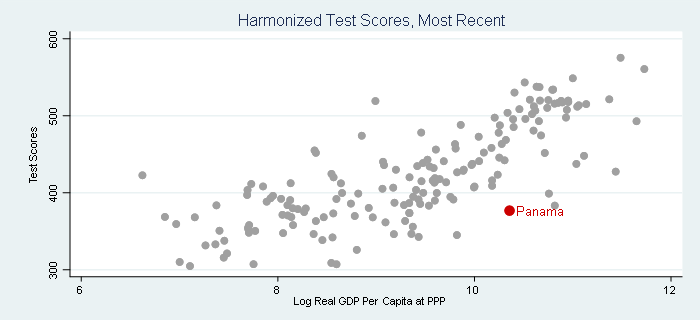 Harmonized Test Scores, Most Recent
600
500
400
300
Test Scores
Panama
6
8
10
12
Log Real GDP Per Capita at PPP